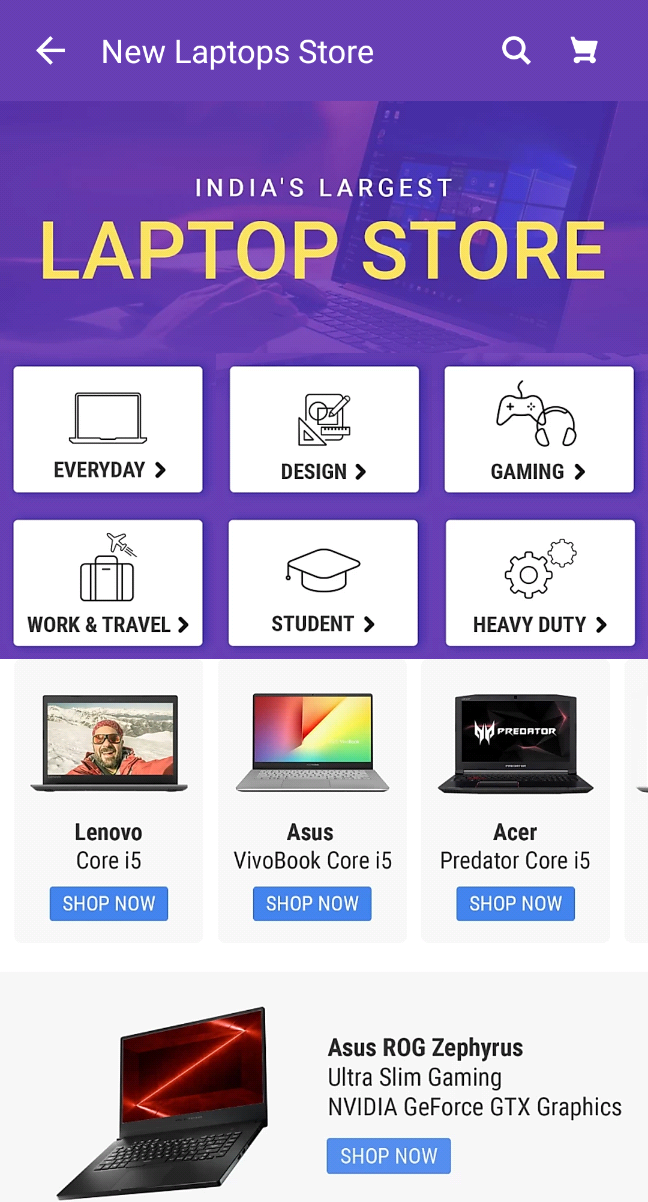 New Laptops Store
INDIA'S LARGEST
LAPTOP STORE
EVERYDAY
DESIGN
GAMING
WORK & TRAVEL
STUDENT
HEAVY DUTY
PREDATOR
Lenovo
Core i5
SHOP NOW
Asus
VivoBook Core i5
SHOP NOW
Acer
Predator Core i5
SHOP NOW
Asus ROG Zephyrus
Ultra Slim Gaming
NVIDIA GeForce GTX Graphics
SHOP NOW